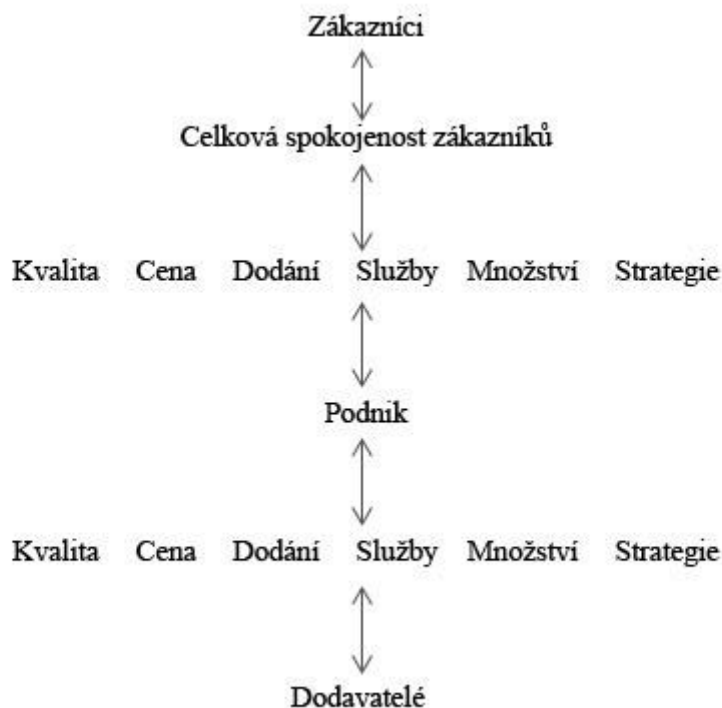 Zákazníci
Celková spokojenost zákazníků
Kvalita Cena Dodání Služby Množství Strategie
Podnik
Kvalita Cena Dodání Služby Množství Strategie
Dodavatelé